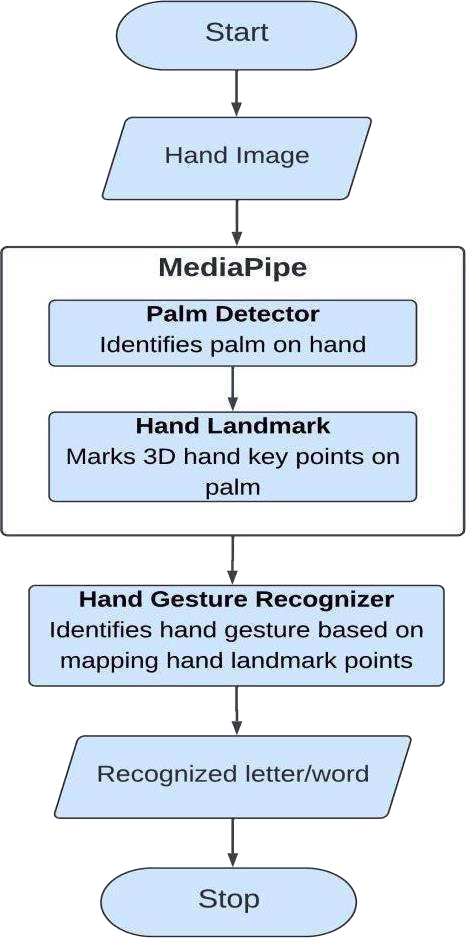 Start
Hand Image
MediaPipe
Palm Detector
Identifies palm on hand
Hand Landmark
Marks 3D hand key points on
palm
Hand Gesture Recognizer
Identifies hand gesture based on
mapping hand landmark points
Recognized letter/word
Stop